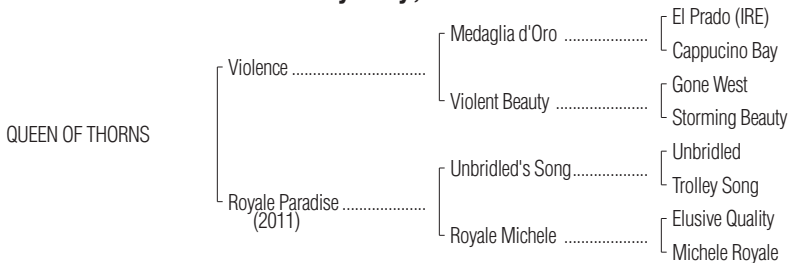 El Prado (IRE)
Medaglia d'Oro ....................
Cappucino Bay
Violence ................................
Gone West
Violent Beauty ......................
Storming Beauty
QUEEN OF THORNS
Unbridled
Unbridled's Song..................
Trolley Song
Royale Paradise ....................
(2011)
Elusive Quality
Royale Michele ....................
Michele Royale